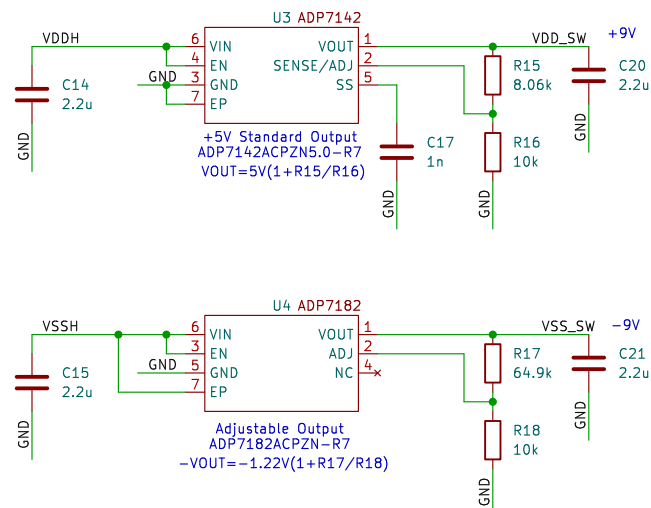 U3 ADP7142
VDDH
6 VIN VOUT 1
VDD_SW
+9V
4 EN SENSE/ADJ 2
GND
3 GND SS 5
7 EP
C14
2.2u
GND
R15
8.06k
C20
2.2u
GND
+5V Standard Output
ADP7142ACPZN5.0-R7
VOUT=5V(1+R15/R16)
C17
1n
GND
R16
10k
GND
U4 ADP7182
VSSH
6 VIN VOUT 1
VSS_SW
-9V
3 EN ADJ 2
GND
5 GND NC 4
7 EP
C15
2.2u
GND
R17
64.9k
C21
2.2u
GND
Adjustable Output
ADP7182ACPZN-R7
-VOUT=-1.22V(1+R17/R18)
R18
10k
GND